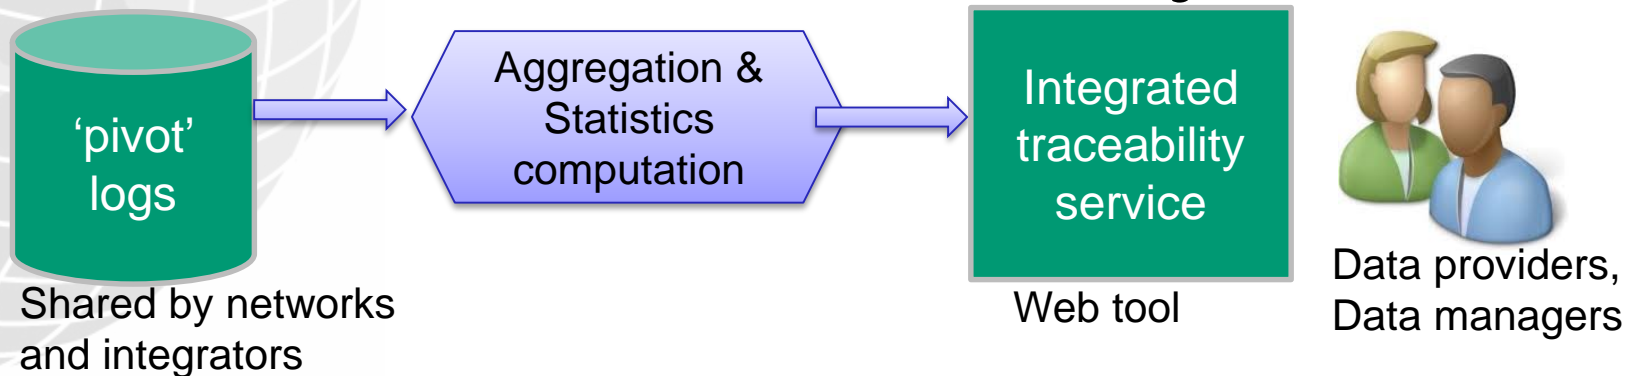 ‘pivot’
logs
Shared by networks
and integrators
Aggregation &
Statistics
computation
Integrated
traceability
service
Web tool
Data providers,
Data managers